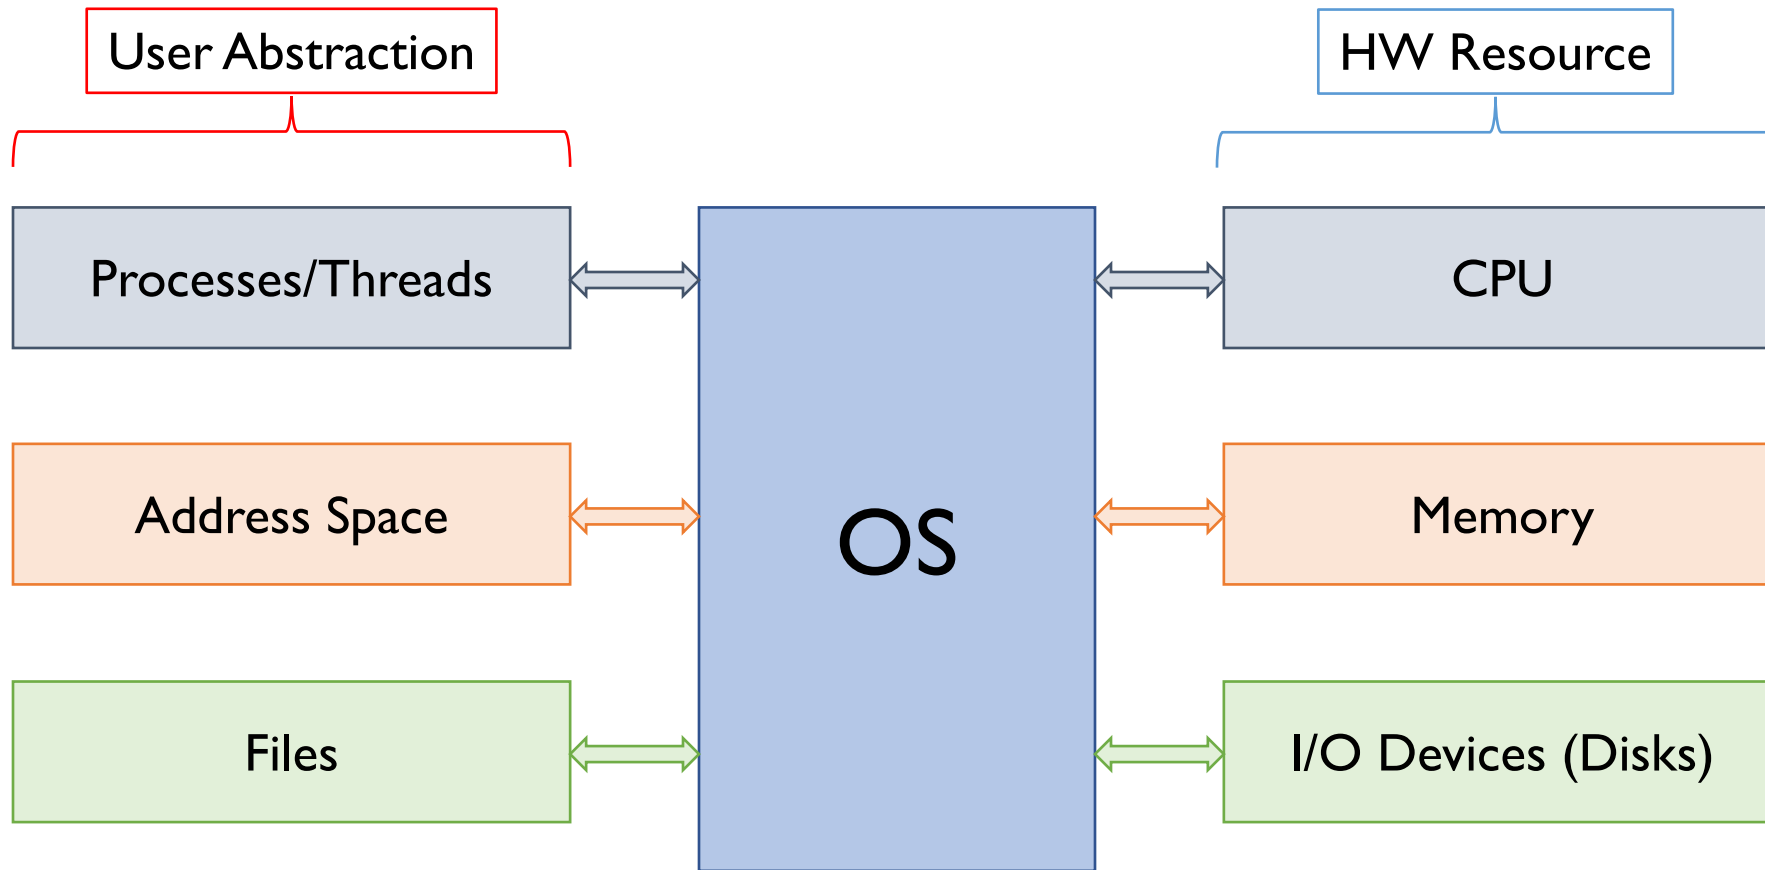 User Abstraction
HW Resource
Processes/Threads
CPU
Address Space
OS
Memory
Files
I/O Devices (Disks)